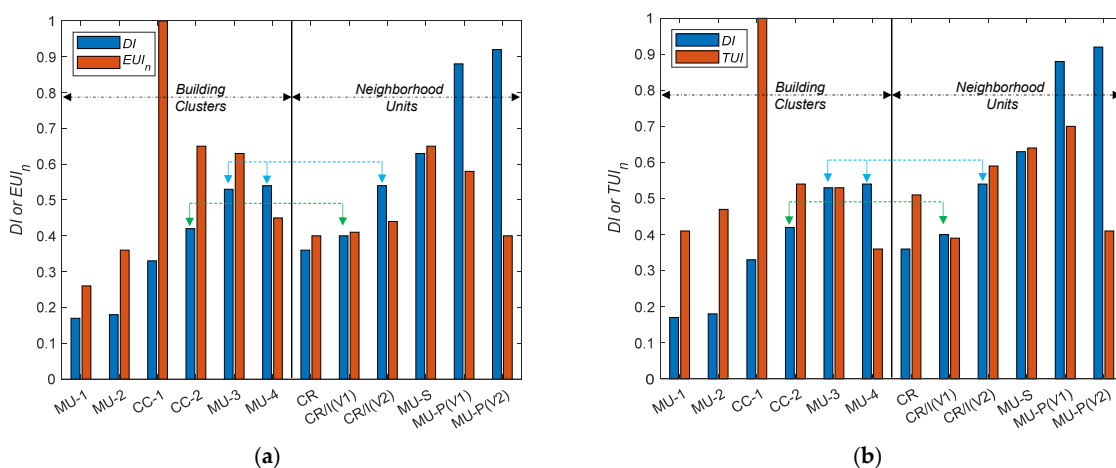 DI or EUIn
1
0.9
0.8
0.7
0.6
0.5
0.4
0.3
0.2
0.1
0
DI
EUIn
Building
Clusters
Neighborhood
Units
MU-1
MU-2
CC-1
CC-2
MU-3
MU-4
CR
CR/I(V1)
CR/I(V2)
MU-S
MU-P(V1)
MU-P(V2)
(a)
DI or TUIn
1
0.9
0.8
0.7
0.6
0.5
0.4
0.3
0.2
0.1
0
DI
TUI
Building
Clusters
Neighborhood
Units
MU-1
MU-2
CC-1
CC-2
MU-3
MU-4
CR
CR/I(V1)
CR/I(V2)
MU-S
MU-P(V1)
MU-P(V2)
(b)